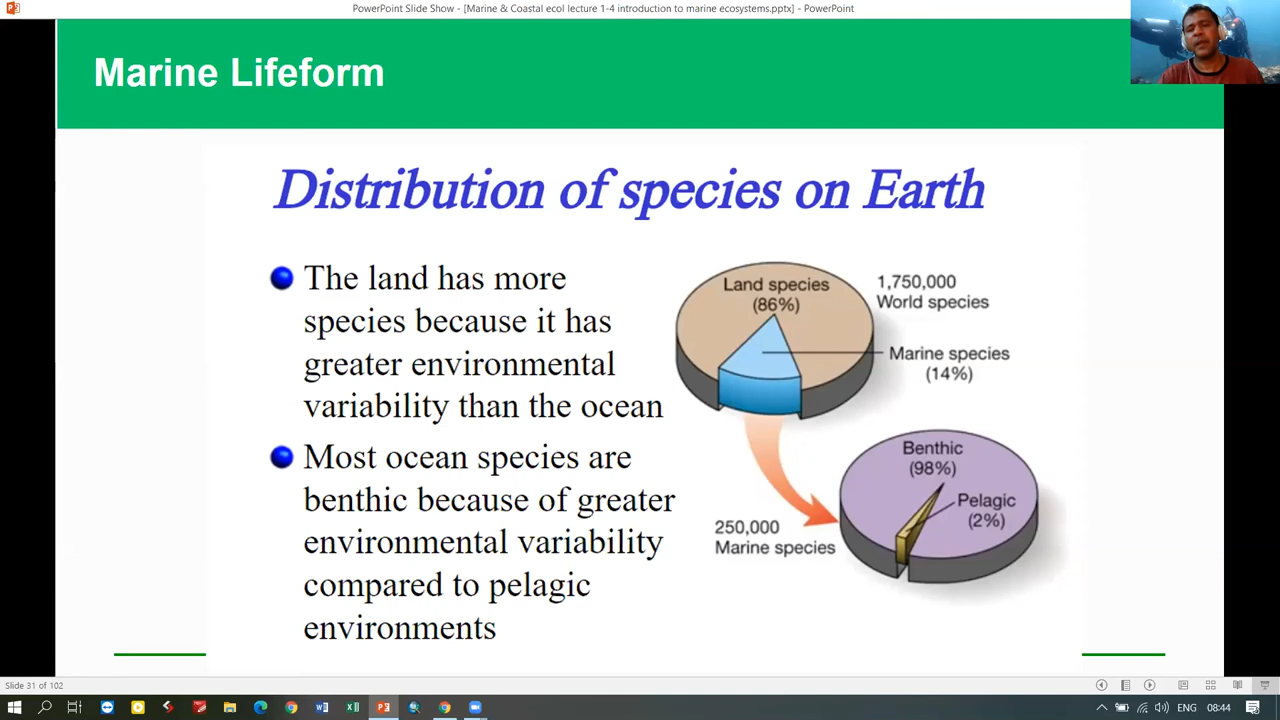 PowerPoint Slide Show - [Marine & Coastal ecol lecture 1-4 introduction to marine ecosystems.pptx] - PowerPoint
Marine Lifeform
Distribution of species on Earth
The land has more
species because it has
greater environmental
variability than the ocean
Most ocean species are
benthic because of greater
environmental variability
compared to pelagic
environments
Land species
(86%)
1,750,000
World species
Marine species
(14%)
Benthic
(98%)
Pelagic
(2%)
250,000
Marine species
Slide 31 of 102
ENG
08:44